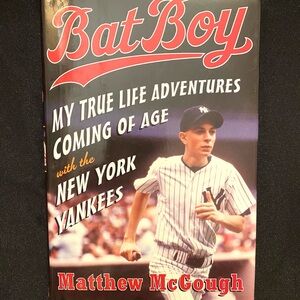 Bat Boy
MY TRUE LIFE ADVENTURES
COMING OF AGE
with the
NEW YORK
YANKEES
Matthew McGough